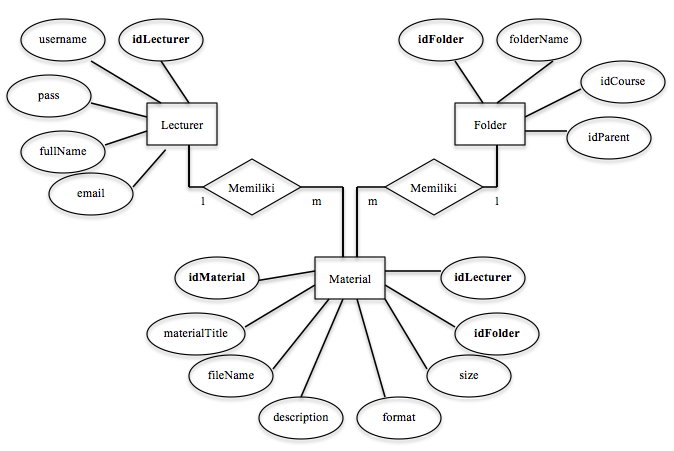 username
idLecturer
idFolder
folderName
pass
idCourse
Lecturer
Folder
fullName
idParent
email
Memiliki
Memiliki
1
m
m
1
idMaterial
Material
idLecturer
materialTitle
idFolder
fileName
size
description
format